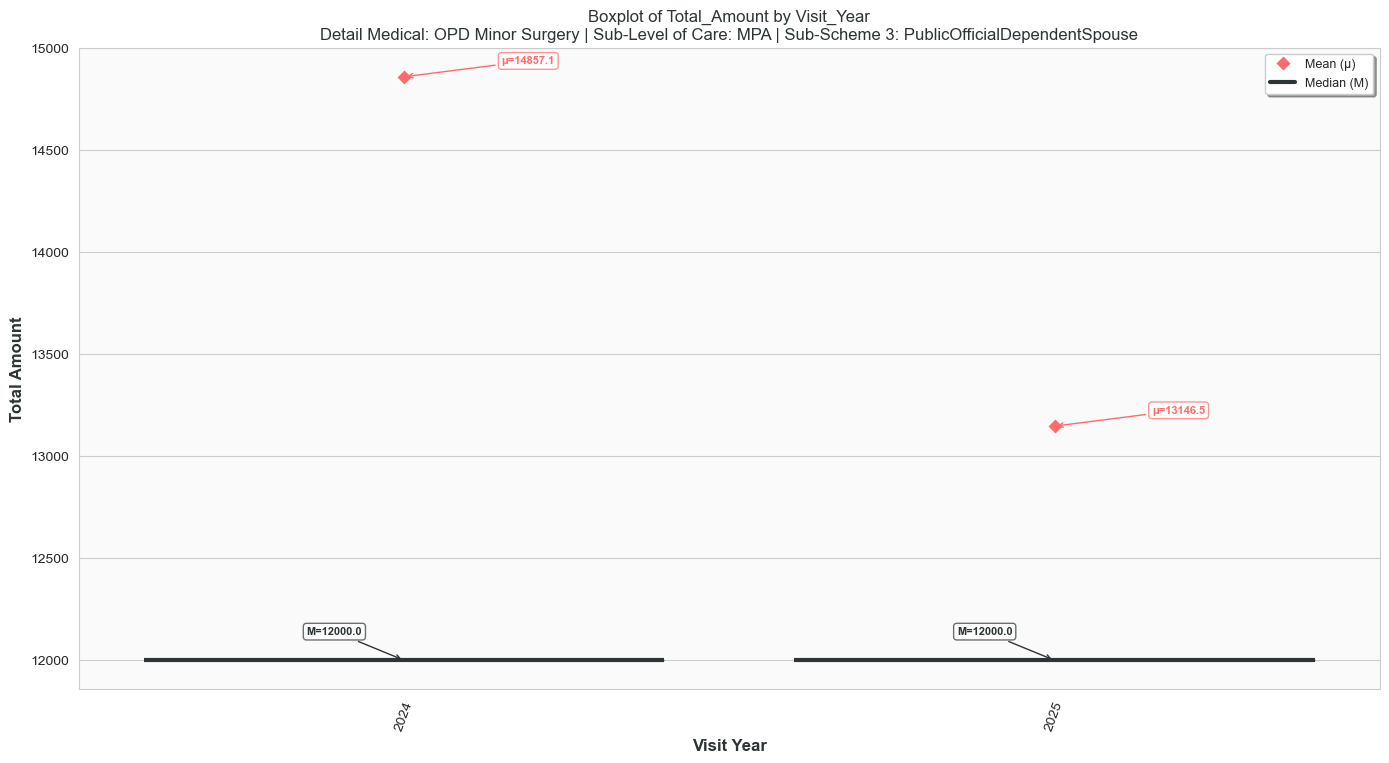 Boxplot of Total_Amount by Visit_Year
Detail Medical: OPD Minor Surgery | Sub-Level of Care: MPA | Sub-Scheme 3: PublicOfficialDependentSpouse
15000
14500
14000
13500
13000
12500
12000
Total Amount
μ=14857.1
μ=13146.5
M=12000.0
M=12000.0
Mean (μ)
Median (M)
2024
2025
Visit Year